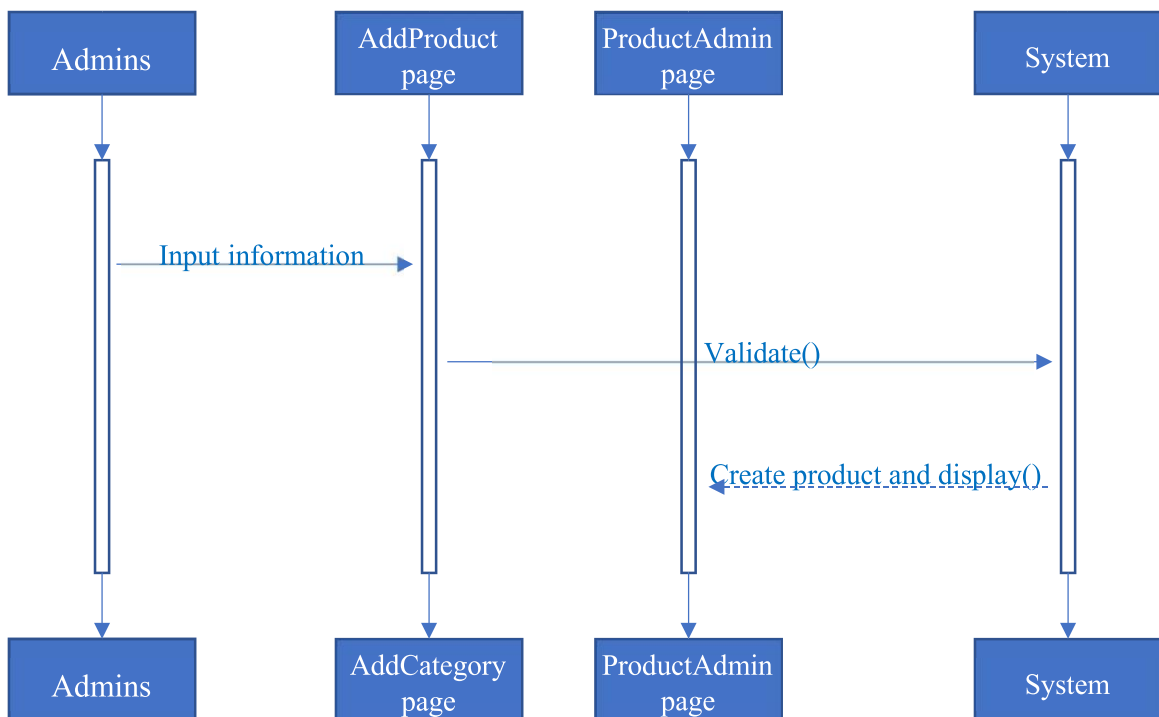 Admins
AddProduct
page
ProductAdmin
page
System
Input information
Validate()
Create product and display()
Admins
AddCategory
page
ProductAdmin
page
System